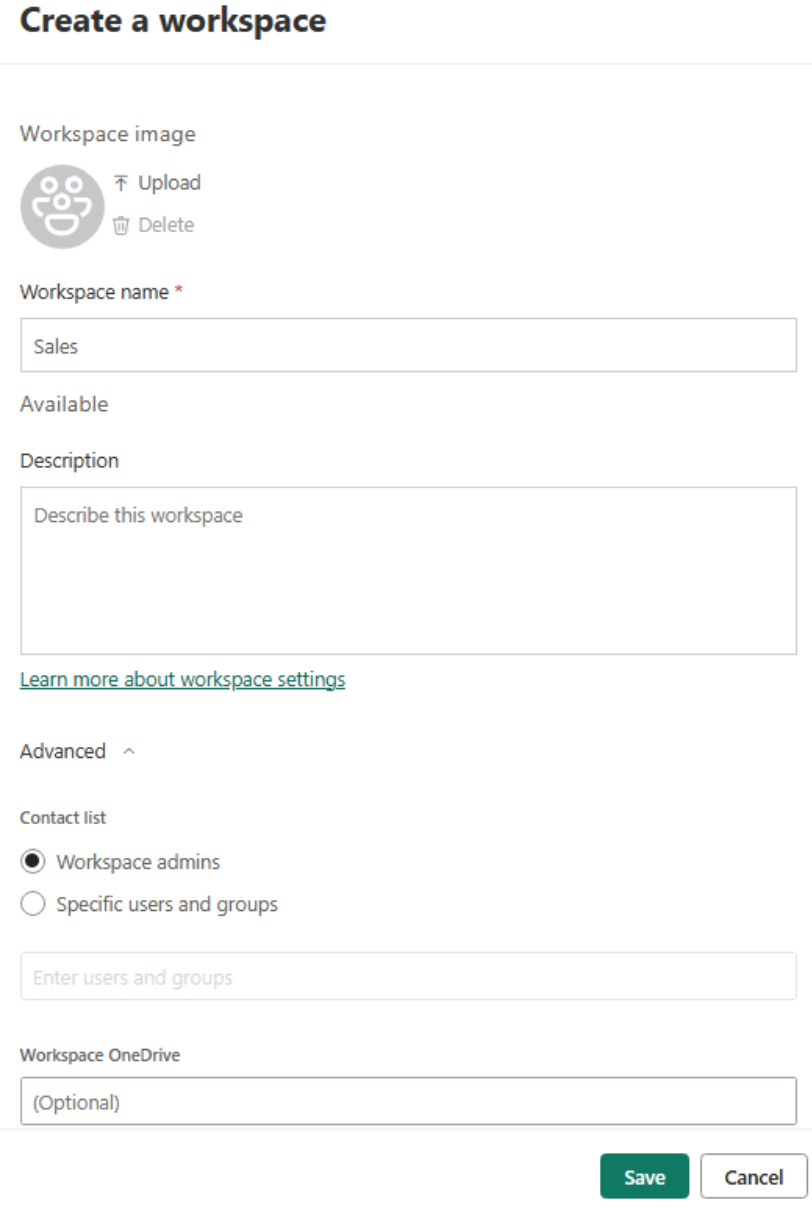 Create a workspace
Workspace image
Upload
Delete
Workspace name *
Sales
Available
Description
Describe this workspace
Learn more about workspace settings
Advanced
Contact list
Workspace admins
Specific users and groups
Enter users and groups
Workspace OneDrive
(Optional)
Save Cancel